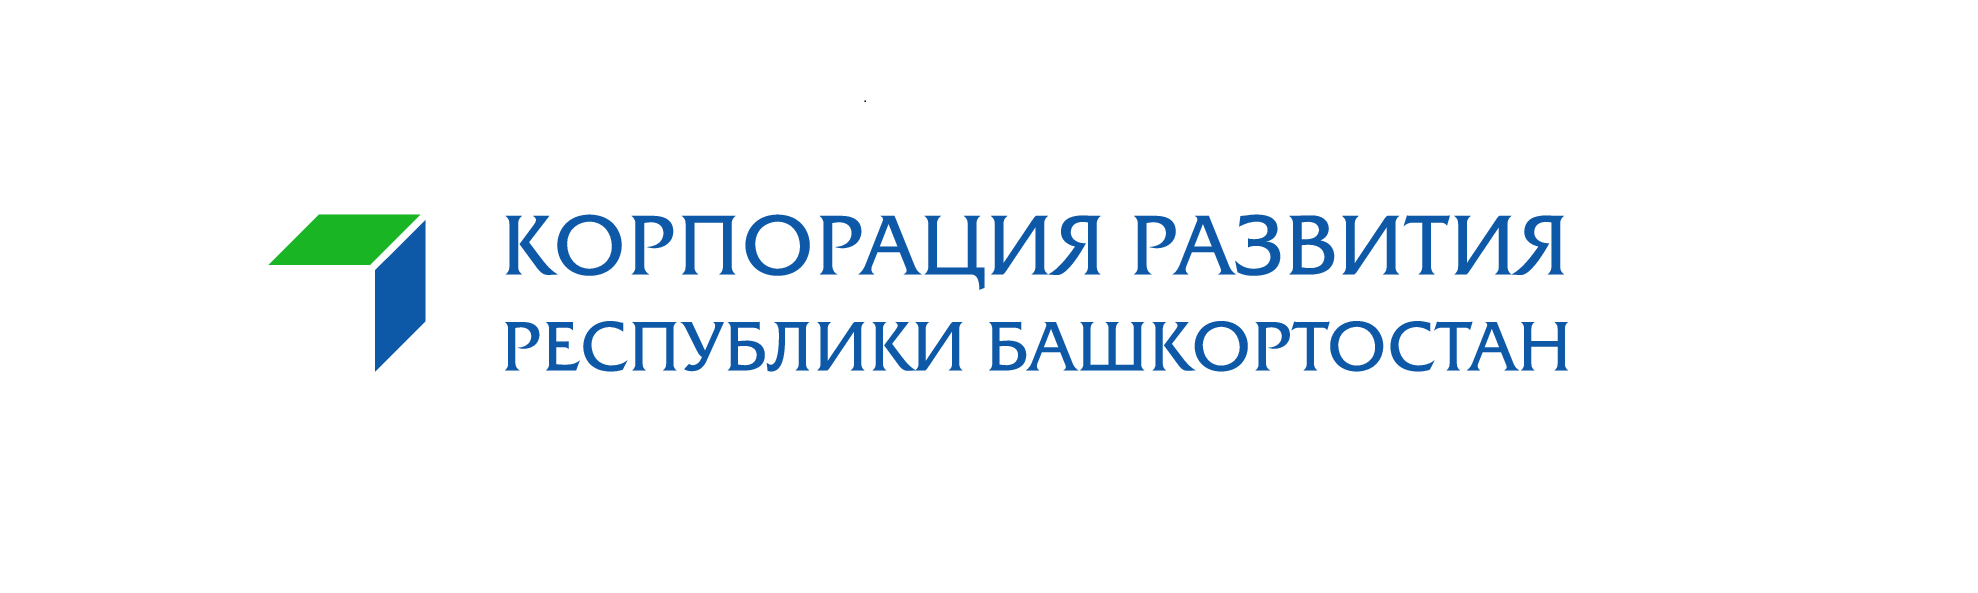 КОРПОРАЦИЯ РАЗВИТИЯ
РЕСПУБЛИКИ БАШКОРТОСТАН